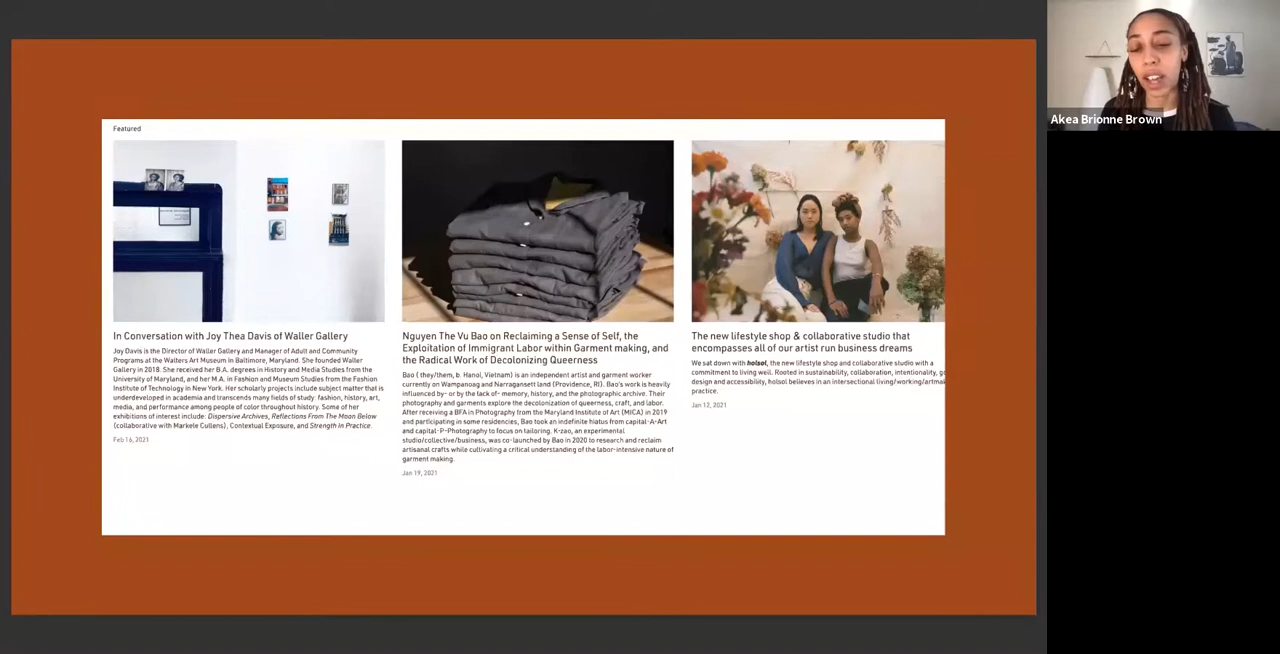 Featured
In Conversation with Joy Thea Davis of Waller Gallery
Joy Davis is the Director of Waller Gallery and Manager of Adult and Community
Programs at the Walters Art Museum in Baltimore, Maryland. She founded Waller
Gallery in 2018. She received her B.A. degrees in History and Media Studies from the
University of Maryland, and her M.A. in Fashion and Museum Studies from the Fashion
Institute of Technology in New York. Her scholarly projects include subject matter that is
underdeveloped in academia and transcends many fields of study: fashion, history, art,
media, and performance among people of color throughout history. Some of her
exhibitions of interest include: Dispersive Archives, Reflections From The Moon Below
(collaborative with Markele Cullens), Contextual Exposure, and Strength In Practice.
Feb 16, 2021
Nguyen The Vu Bao on Reclaiming a Sense of Self, the
Exploitation of Immigrant Labor within Garment making, and
the Radical Work of Decolonizing Queerness
Bao ( they/them, b. Hanoi, Vietnam) is an independent artist and garment worker
currently on Wampanoag and Narragansett land (Providence, RI). Bao's work is heavily
influenced by- or by the lack of- memory, history, and the photographic archive. Their
photography and garments explore the decolonization of queerness, craft, and labor.
After receiving a BFA in Photography from the Maryland Institute of Art (MICA) in 2019
and participating in some residencies, Bao took an indefinite hiatus from capital-A-Art
and capital-P-Photography to focus on tailoring. K-zao, an experimental
studio/collective/business, was co-launched by Bao in 2020 to research and reclaim
artisanal crafts while cultivating a critical understanding of the labor-intensive nature of
garment making.
Jan 19, 2021
The new lifestyle shop & collaborative studio that
encompasses all of our artist run business dreams
We sat down with holsol, the new lifestyle shop and collaborative studio with a
commitment to living well. Rooted in sustainability, collaboration, intentionality,
design and accessibility, holsol believes in an intersectional living/working/artmak
practice.
Jan 12, 2021
Akea Brionne Brown